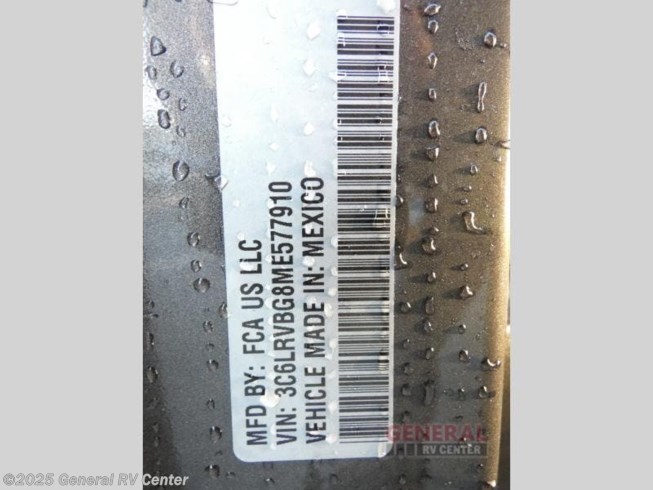 MFD BY: FCA US LLC
VIN: 3C6LRVBG8ME577910
VEHICLE MADE IN: MEXICO
GENERAL
RV CENTER
©2025 General RV Center